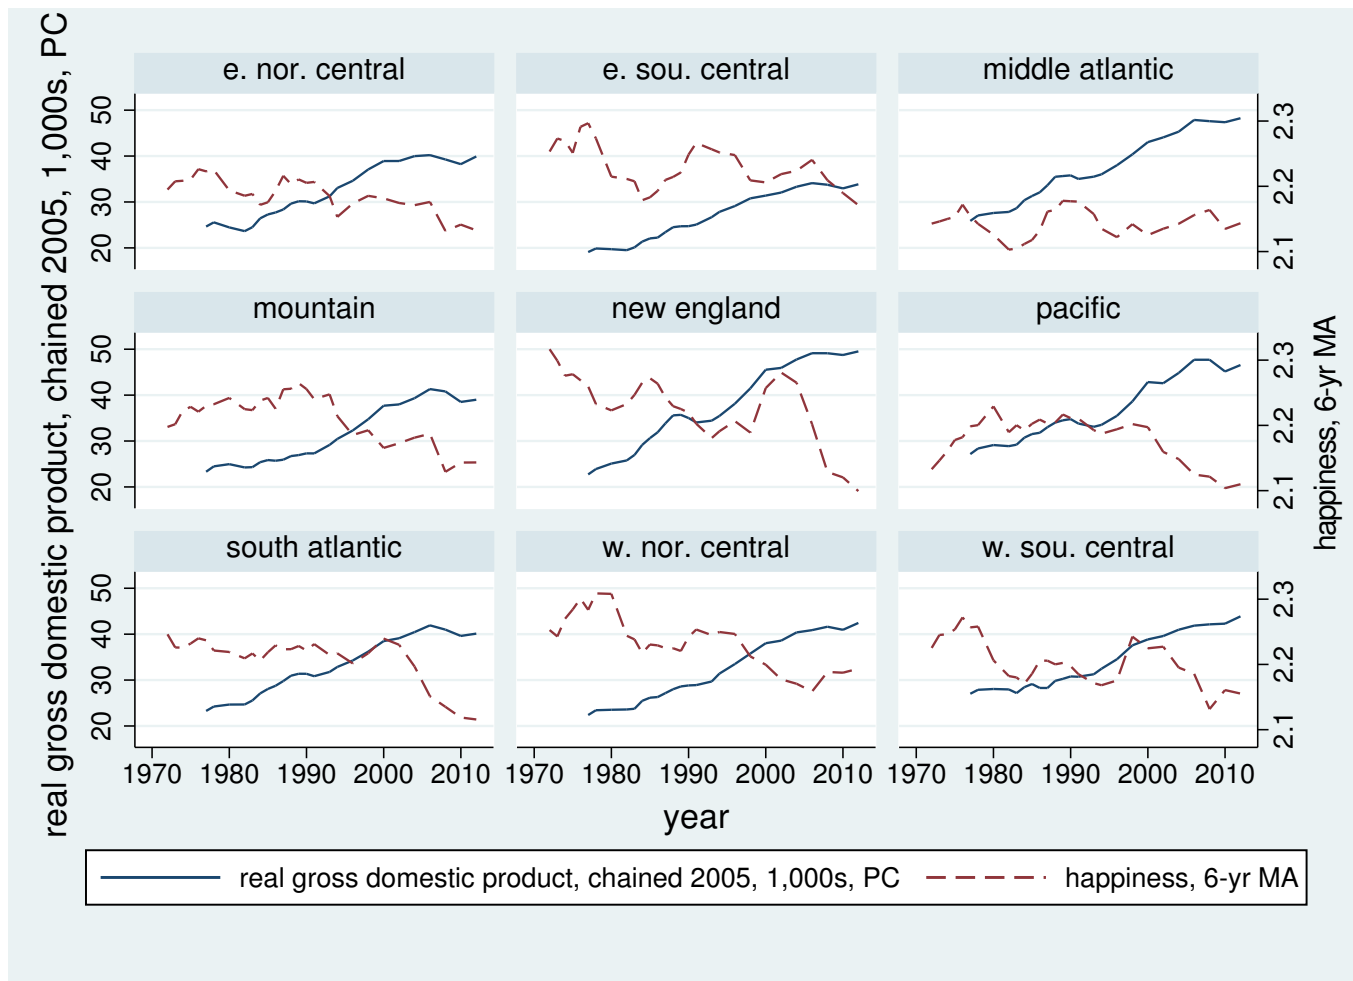 real gross domestic product, chained 2005, 1,000s, PC
e. nor. central
e. sou. central
middle atlantic
50
40
30
20
2.3
2.2
2.1
mountain
new england
pacific
50
40
30
20
2.3
2.2
2.1
happiness, 6-yr MA
south atlantic
w. nor. central
w. sou. central
50
40
30
20
2.3
2.2
2.1
1970 1980 1990 2000 2010
1970 1980 1990 2000 2010
1970 1980 1990 2000 2010
year
real gross domestic product, chained 2005, 1,000s, PC
happiness, 6-yr MA